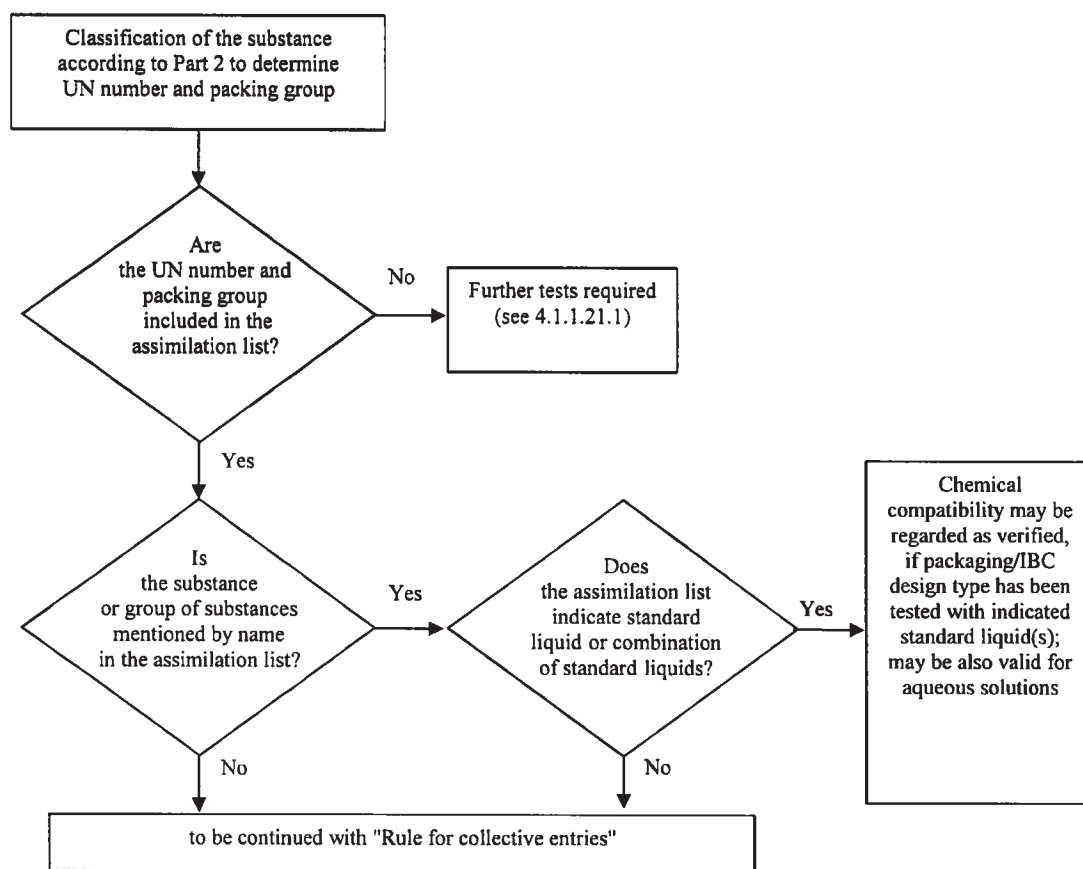 Classification of the substance
according to Part 2 to determine
UN number and packing group
Are
the UN number and
packing group
included in the
assimilation list?
No
Further tests required
(see 4.1.1.21.1)
Yes
Is
the substance
or group of substances
mentioned by name
in the assimilation list?
Yes
Does
the assimilation list
indicate standard
liquid or combination
of standard liquids?
Yes
Chemical
compatibility may be
regarded as verified,
if packaging/IBC
design type has been
tested with indicated
standard liquid(s);
may be also valid for
aqueous solutions
No
No
to be continued with "Rule for collective entries"